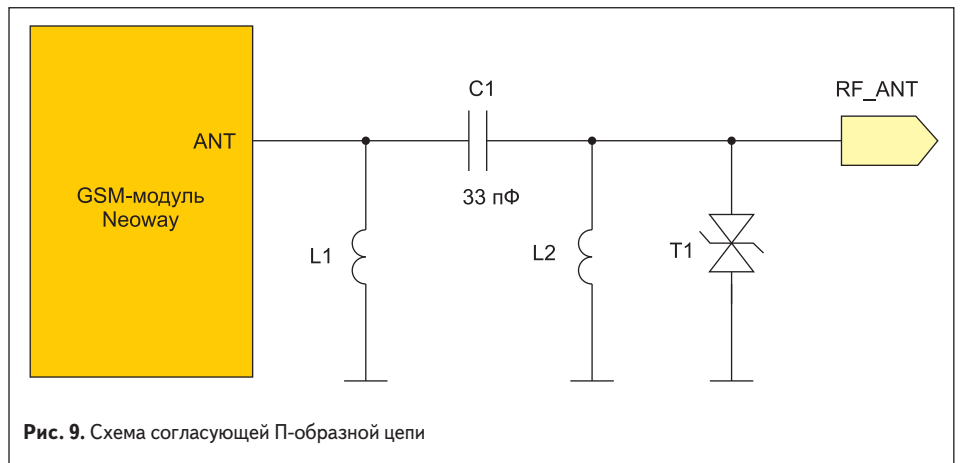 C1
RF_ANT
ANT
33 пФ
GSM-модуль
Neoway
L1
L2
T1
Рис. 9. Схема согласующей П-образной цепи